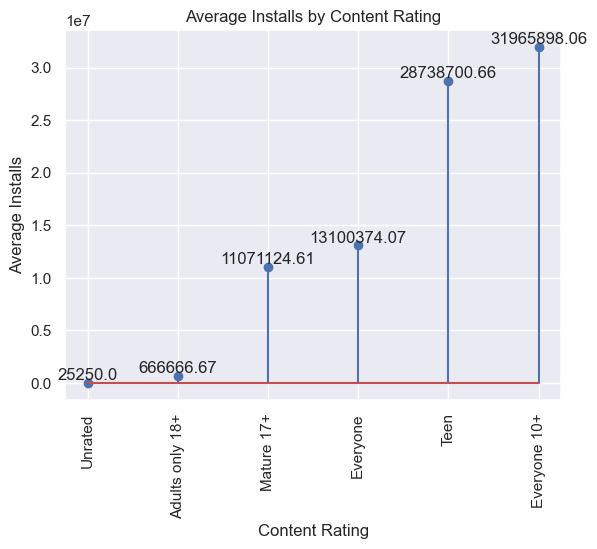 Average Installs by Content Rating
1e7
31965898.06
28738700.66
13100374.07
11071124.61
666666.67
25250.0
3.0
2.5
2.0
1.5
1.0
0.5
0.0
Average Installs
Unrated
Adults only 18+
Mature 17+
Everyone
Teen
Everyone 10+
Content Rating